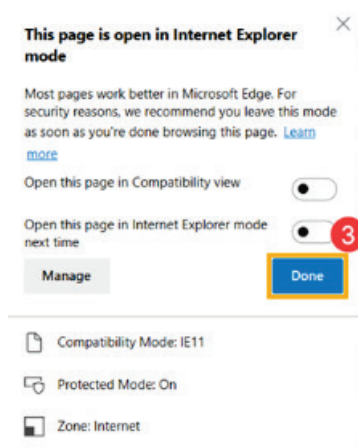 This page is open in Internet Explorer
mode
Most pages work better in Microsoft Edge. For
security reasons, we recommend you leave this mode
as soon as you're done browsing this page. Learn
more
Open this page in Compatibility view
Open this page in Internet Explorer mode
next time
3
Manage
Done
Compatibility Mode: IE11
Protected Mode: On
Zone: Internet